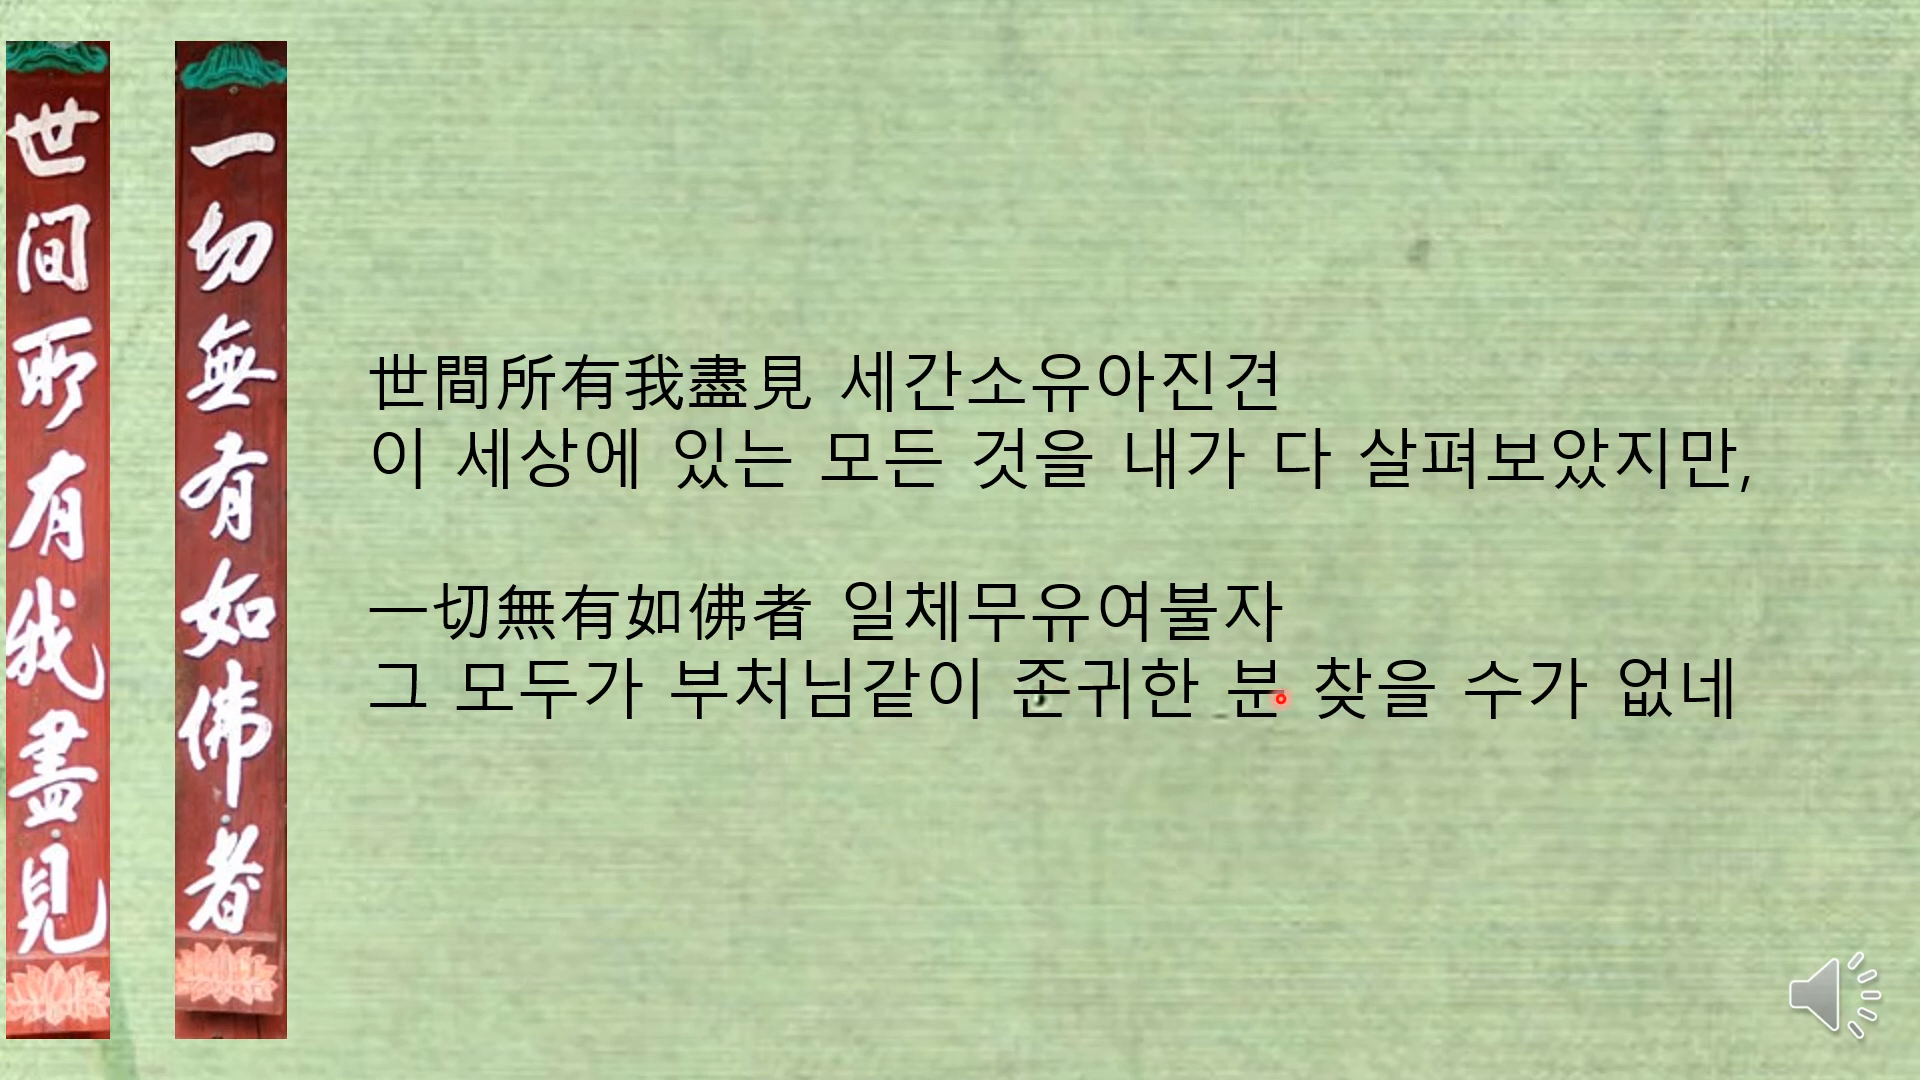 世間所有我盡見
一切無有如佛者
世間所有我盡見 세간소유아진견
이 세상에 있는 모든 것을 내가 다 살펴보았지만,
一切無有如佛者 일체무유여불자
그 모두가 부처님같이 존귀한 분 찾을 수가 없네